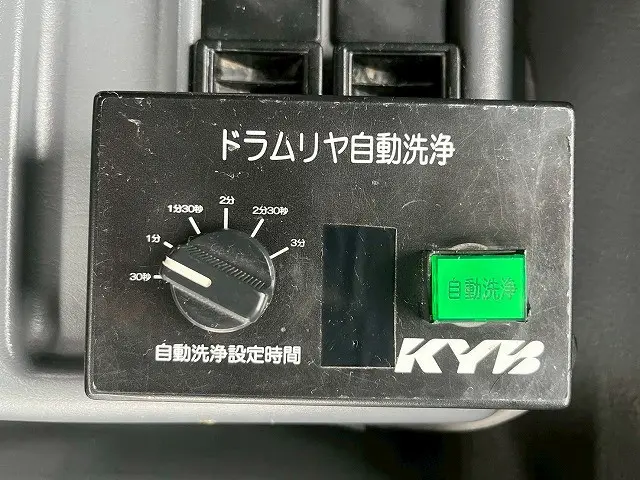 ドラムリヤ自動洗浄
30秒
1分
1分30秒
2分
2分30秒
3分
自動洗浄
自動洗浄設定時間
KYB